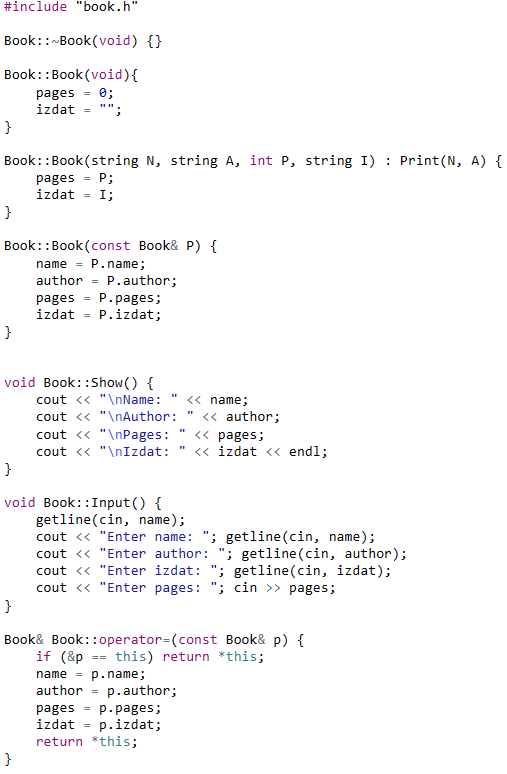 #include "book.h"

Book::~Book(void) {}

Book::Book(void){
    pages = 0;
    izdat = "";
}

Book::Book(string N, string A, int P, string I) : Print(N, A) {
    pages = P;
    izdat = I;
}

Book::Book(const Book& P) {
    name = P.name;
    author = P.author;
    pages = P.pages;
    izdat = P.izdat;
}


void Book::Show() {
    cout << "\nName: " << name;
    cout << "\nAuthor: " << author;
    cout << "\nPages: " << pages;
    cout << "\nIzdat: " << izdat << endl;
}

void Book::Input() {
    getline(cin, name);
    cout << "Enter name: "; getline(cin, name);
    cout << "Enter author: "; getline(cin, author);
    cout << "Enter izdat: "; getline(cin, izdat);
    cout << "Enter pages: "; cin >> pages;
}

Book& Book::operator=(const Book& p) {
    if (&p == this) return *this;
    name = p.name;
    author = p.author;
    pages = p.pages;
    izdat = p.izdat;
    return *this;
}